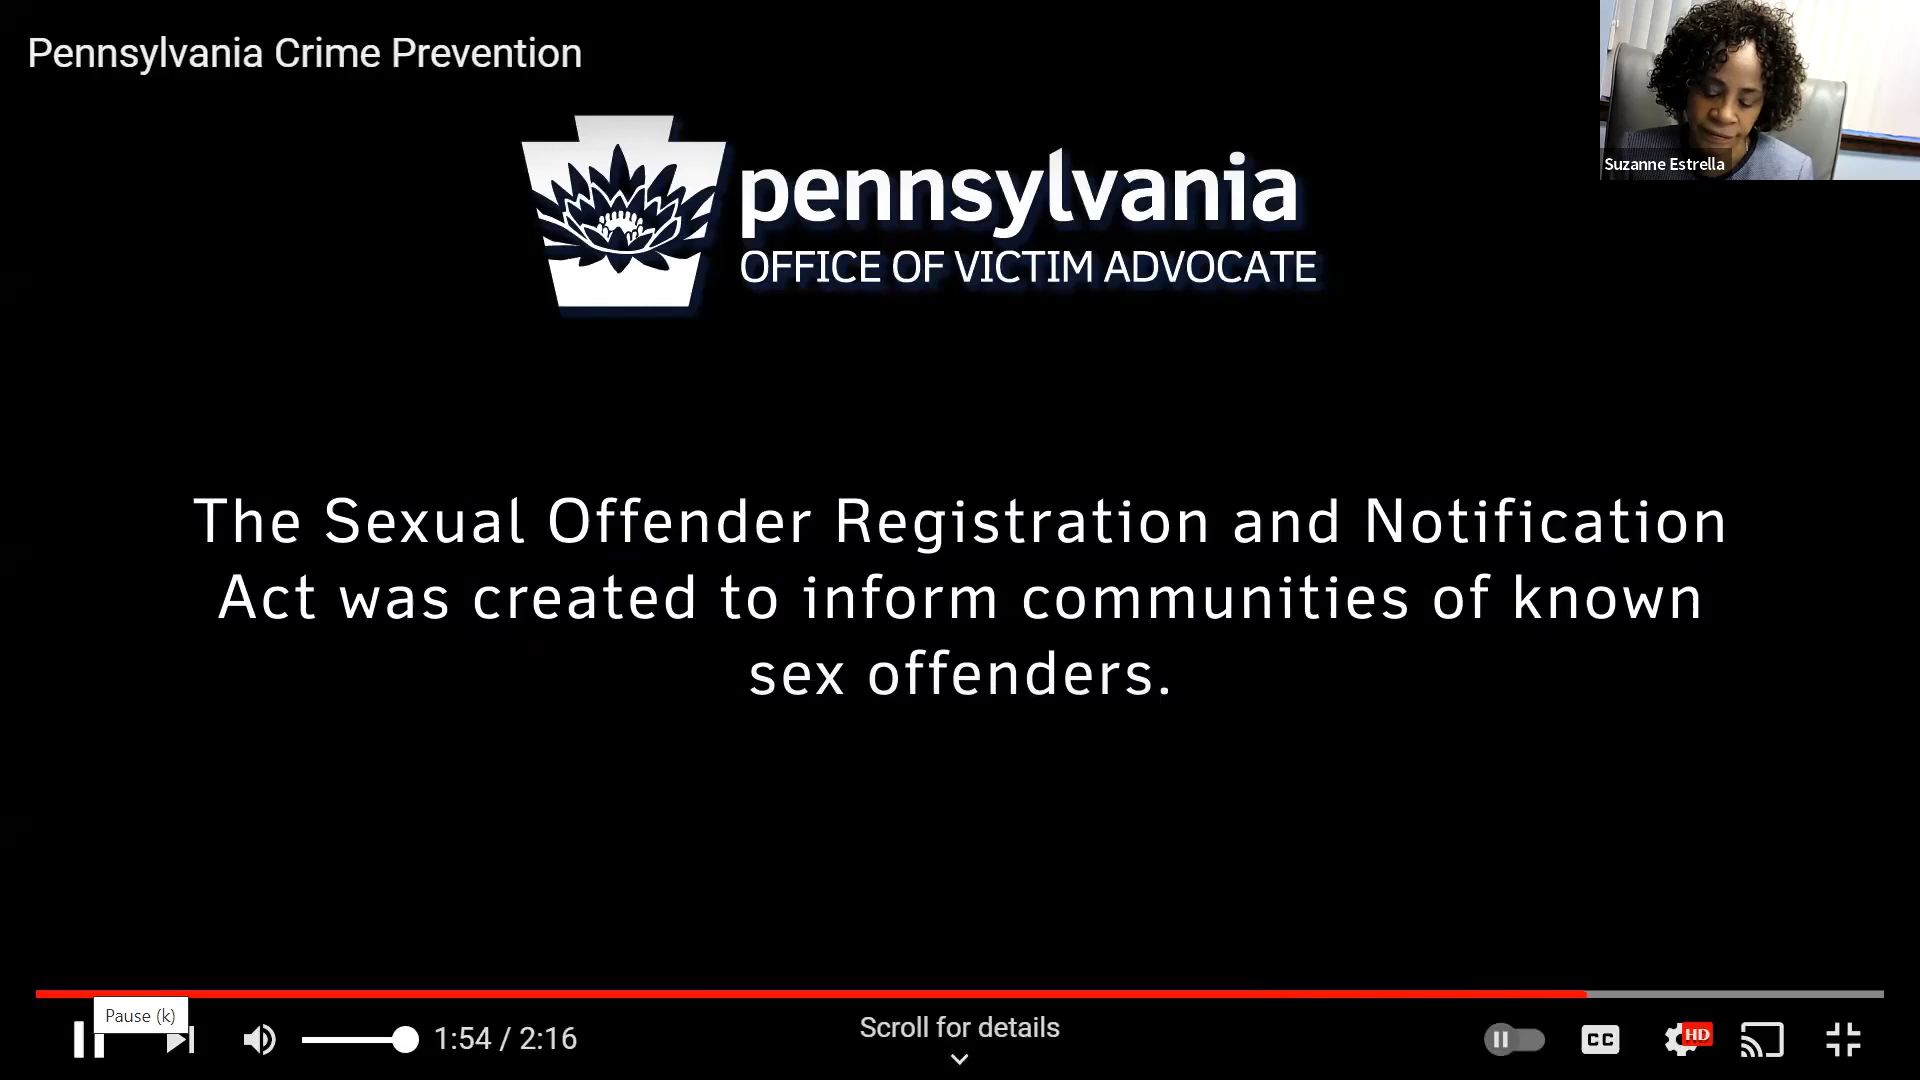 Pennsylvania Crime Prevention
Suzanne Estrella
pennsylvania
OFFICE OF VICTIM ADVOCATE
The Sexual Offender Registration and Notification
Act was created to inform communities of known
sex offenders.
Pause (k)
1:54 / 2:16
Scroll for details
CC
HD